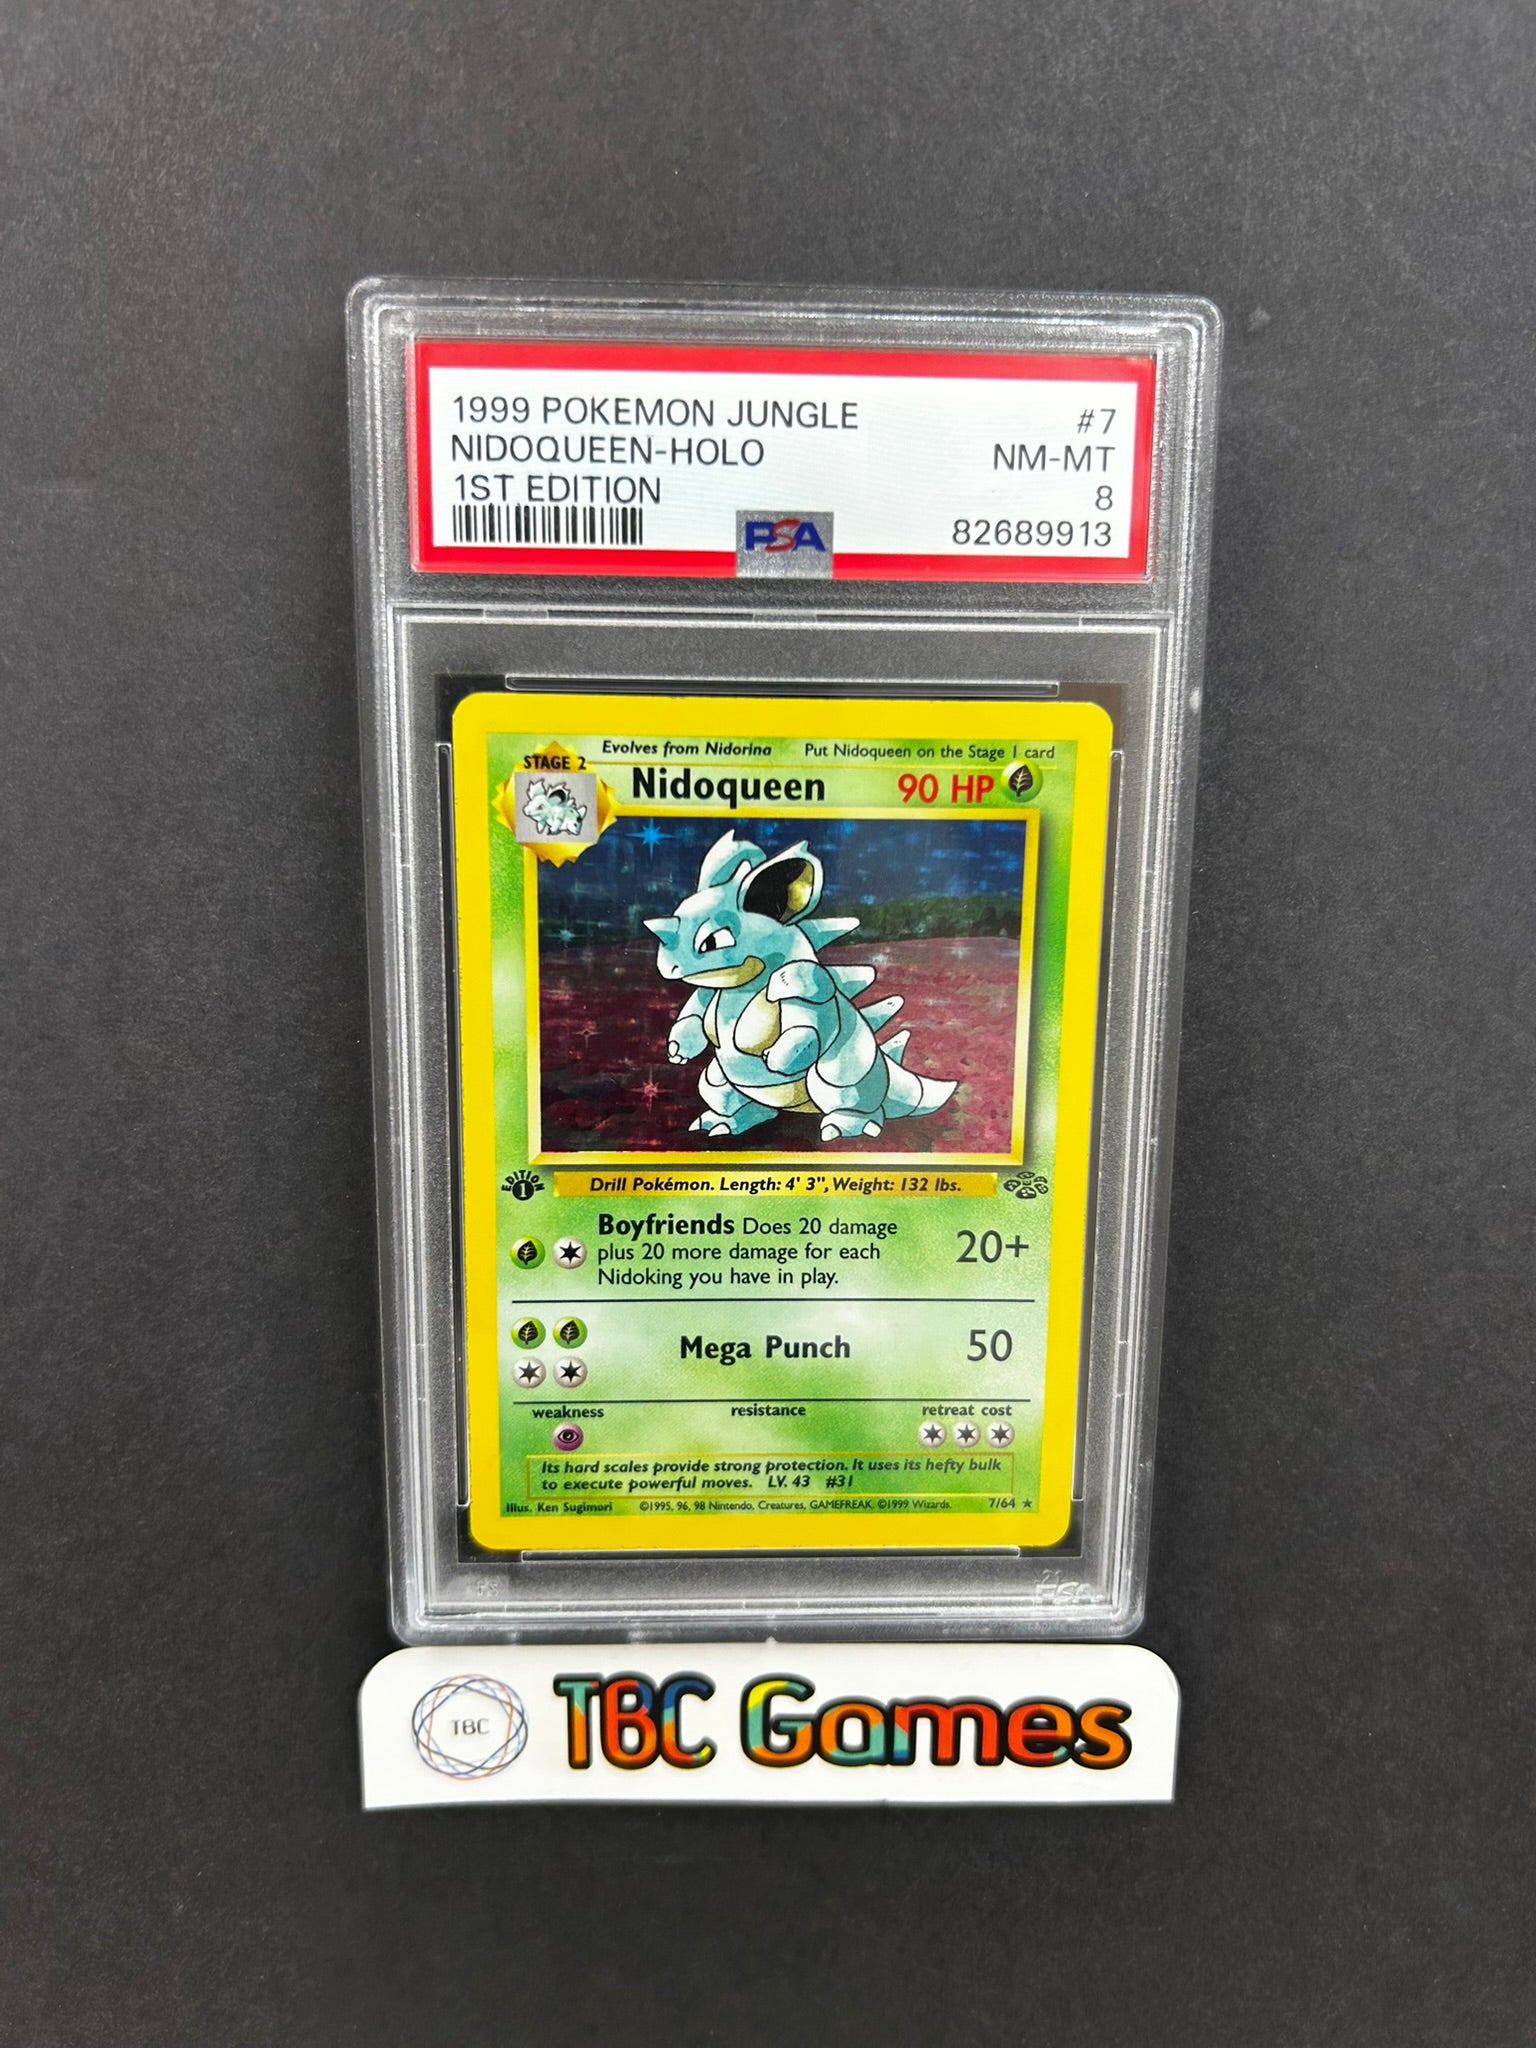 1999 POKEMON JUNGLE #7
NIDOQUEEN-HOLO NM-MT
1ST EDITION 8
PSA 82689913
Evolves from Nidorina Put Nidoqueen on the Stage 1 card
STAGE 2
Nidoqueen 90 HP
EDITION 1
Drill Pokémon. Length: 4' 3", Weight: 132 lbs.
Boyfriends Does 20 damage
plus 20 more damage for each
Nidoking you have in play.
20+
Mega Punch 50
weakness resistance retreat cost
Its hard scales provide strong protection. It uses its hefty bulk
to execute powerful moves. LV. 43 #31
Illus. Ken Sugimori ©1995, 96, 98 Nintendo, Creatures, GAMEFREAK. ©1999 Wizards. 7/64 ★
PSA
TBC TBC Games